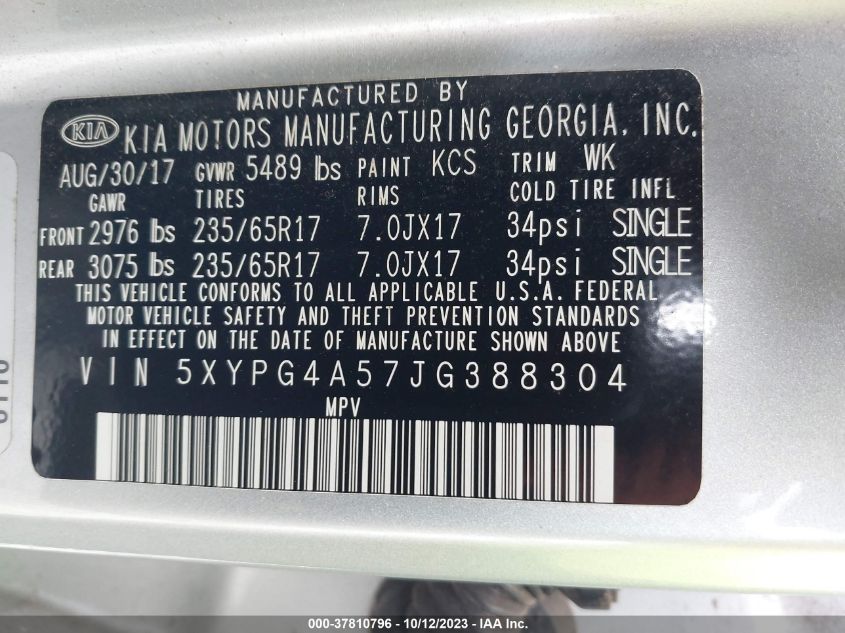 MANUFACTURED BY
KIA KIA MOTORS MANUFACTURING GEORGIA, INC.
AUG/30/17 GVWR 5489 lbs PAINT KCS TRIM WK
GAWR TIRES RIMS COLD TIRE INFL
FRONT 2976 lbs 235/65R17 7.0JX17 34psi SINGLE
REAR 3075 lbs 235/65R17 7.0JX17 34psi SINGLE
THIS VEHICLE CONFORMS TO ALL APPLICABLE U.S.A. FEDERAL
MOTOR VEHICLE SAFETY AND THEFT PREVENTION STANDARDS
IN EFFECT ON THE DATE OF MANUFACTURE SHOWN ABOVE
VIN 5XYPG4A57JG388304
MPV
000-37810796 - 10/12/2023 - IAA Inc.